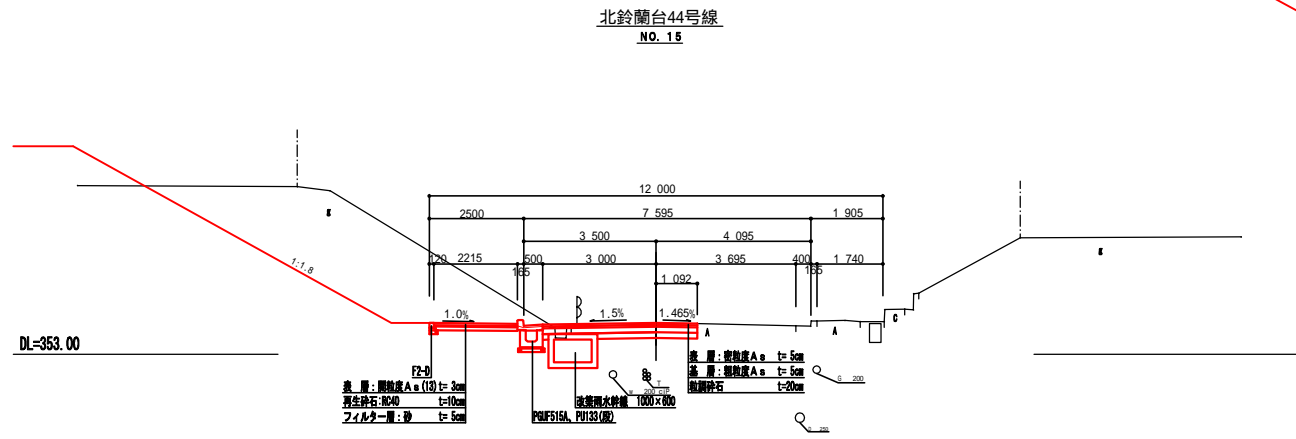 北鈴蘭台44号線
NO. 15
12 000
2500 7 595 1 905
3 500 4 095
120 2215 500 3 000 3 695 400 1 740
165 165
1 092
1:1.8
g
g
1.0% 1.5% 1.465%
A A C
DL=353.00
F2-D
表 層：開粒度As(13) t= 3cm
再生砕石:RC40 t=10cm
フィルター層：砂 t= 5cm
PGUF515A、PU133(殿)
改築雨水幹線 1000×600
表 層：密粒度As t= 5cm
基 層：粗粒度As t= 5cm
粒調砕石 t=20cm
T
W 200 CIP
G 200
250